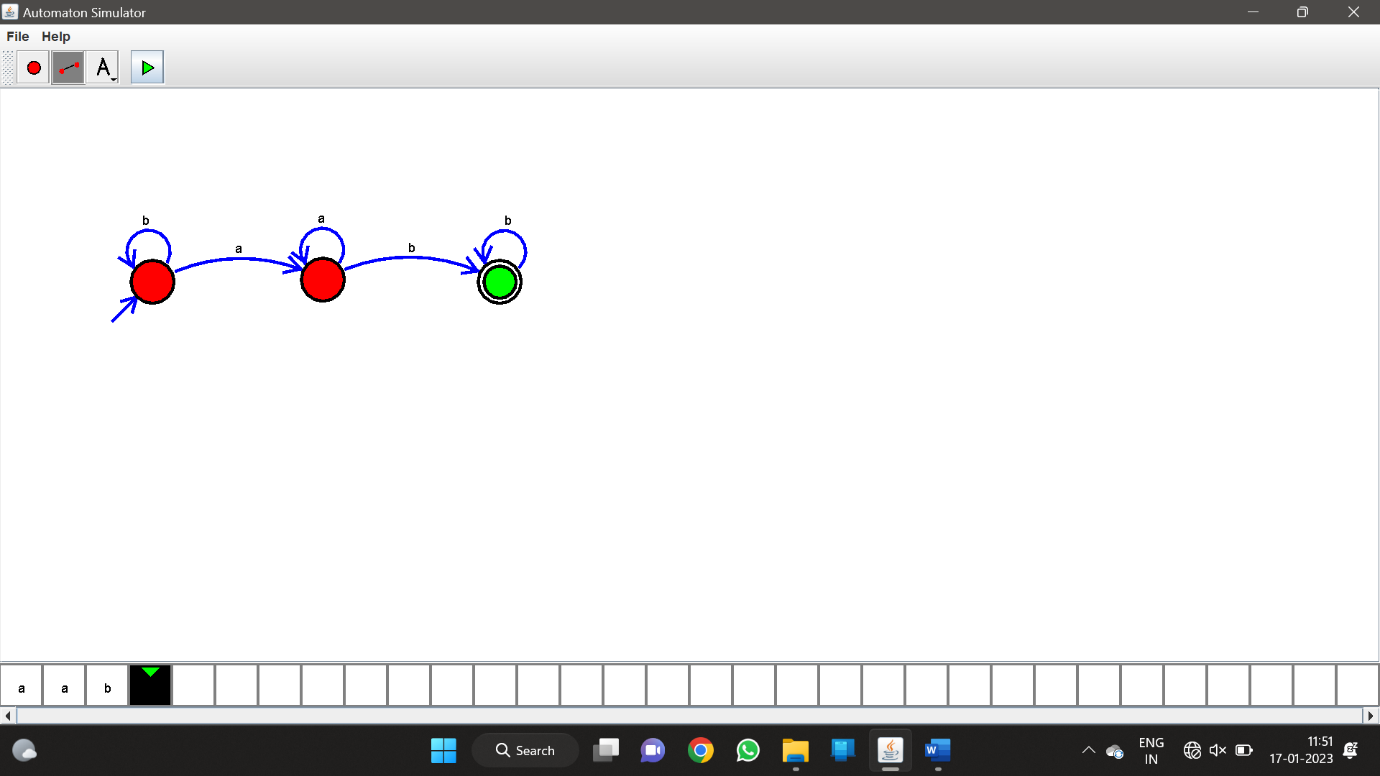 Automaton Simulator
File Help
A
b
a
b
a
b
a a b
Search
ENG
IN
11:51
17-01-2023